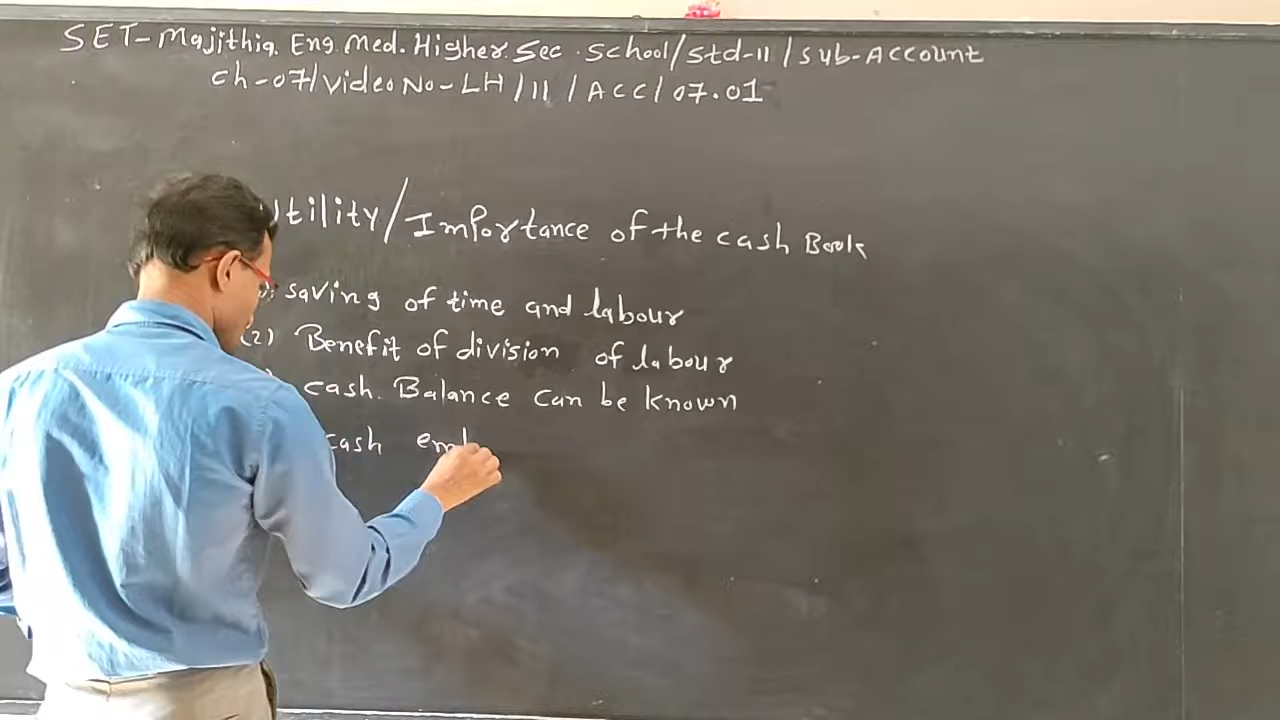 SET-Majithia Eng. Med. Higher. Sec. School/std-11/sub-Account
ch-07/Video No-LH/11/ACC/07.01
Utility/Importance of the cash Book
saving of time and labour
(2) Benefit of division of labour
cash. Balance can be known
cash